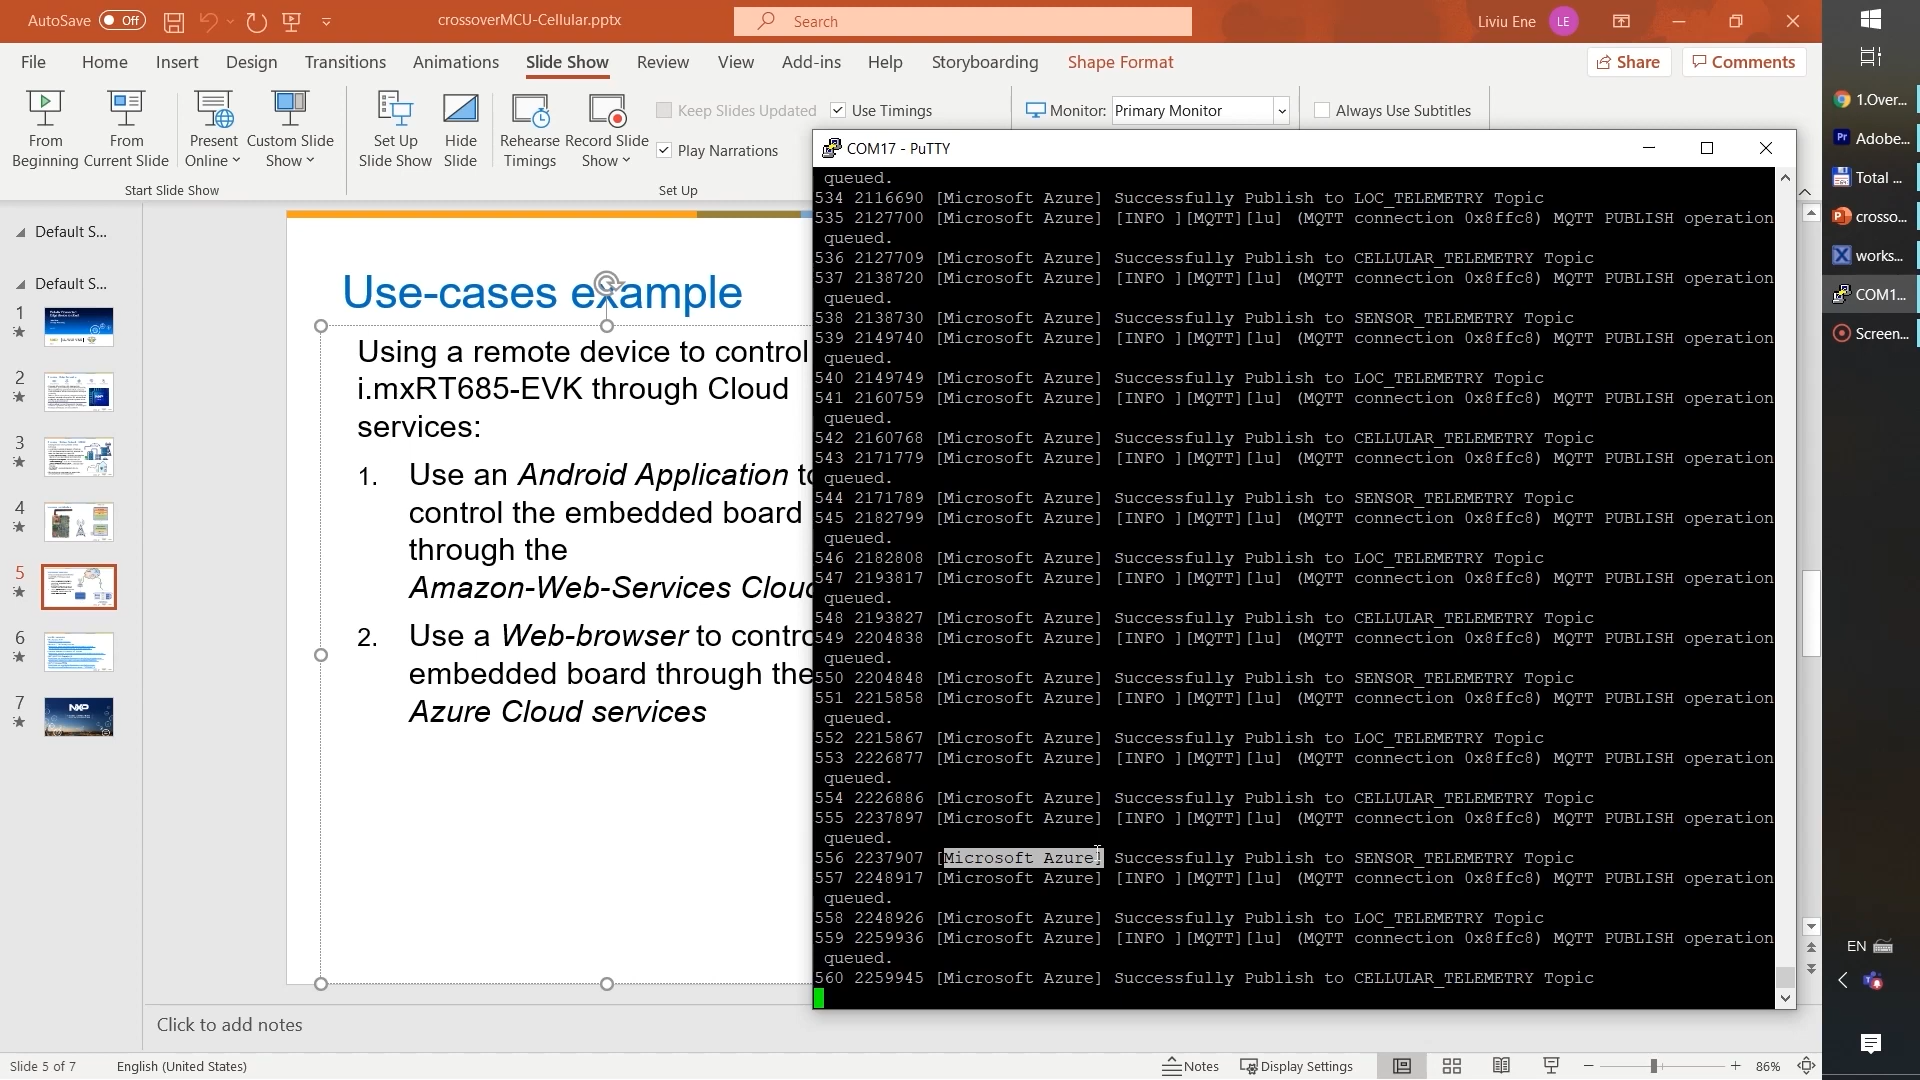 AutoSave Off crossoverMCU-Cellular.pptx Search Liviu Ene LE
File Home Insert Design Transitions Animations Slide Show Review View Add-ins Help Storyboarding Shape Format Share Comments
From Beginning
From Current Slide
Present Online
Custom Slide Show
Start Slide Show
Set Up Slide Show
Hide Slide
Rehearse Timings
Record Slide Show
Keep Slides Updated
Use Timings
Play Narrations
Set Up
Monitor: Primary Monitor
Always Use Subtitles
Default S...
Default S...
1
2
3
4
5
6
7
NXP
Use-cases example
Using a remote device to control
i.mxRT685-EVK through Cloud
services:
1. Use an Android Application to
control the embedded board
through the
Amazon-Web-Services Cloud
2. Use a Web-browser to contro
embedded board through the
Azure Cloud services
COM17 - PuTTY
queued.
534 2116690 [Microsoft Azure] Successfully Publish to LOC_TELEMETRY Topic
535 2127700 [Microsoft Azure] [INFO ][MQTT][lu] (MQTT connection 0x8ffc8) MQTT PUBLISH operation
queued.
536 2127709 [Microsoft Azure] Successfully Publish to CELLULAR_TELEMETRY Topic
537 2138720 [Microsoft Azure] [INFO ][MQTT][lu] (MQTT connection 0x8ffc8) MQTT PUBLISH operation
queued.
538 2138730 [Microsoft Azure] Successfully Publish to SENSOR_TELEMETRY Topic
539 2149740 [Microsoft Azure] [INFO ][MQTT][lu] (MQTT connection 0x8ffc8) MQTT PUBLISH operation
queued.
540 2149749 [Microsoft Azure] Successfully Publish to LOC_TELEMETRY Topic
541 2160759 [Microsoft Azure] [INFO ][MQTT][lu] (MQTT connection 0x8ffc8) MQTT PUBLISH operation
queued.
542 2160768 [Microsoft Azure] Successfully Publish to CELLULAR_TELEMETRY Topic
543 2171779 [Microsoft Azure] [INFO ][MQTT][lu] (MQTT connection 0x8ffc8) MQTT PUBLISH operation
queued.
544 2171789 [Microsoft Azure] Successfully Publish to SENSOR_TELEMETRY Topic
545 2182799 [Microsoft Azure] [INFO ][MQTT][lu] (MQTT connection 0x8ffc8) MQTT PUBLISH operation
queued.
546 2182808 [Microsoft Azure] Successfully Publish to LOC_TELEMETRY Topic
547 2193817 [Microsoft Azure] [INFO ][MQTT][lu] (MQTT connection 0x8ffc8) MQTT PUBLISH operation
queued.
548 2193827 [Microsoft Azure] Successfully Publish to CELLULAR_TELEMETRY Topic
549 2204838 [Microsoft Azure] [INFO ][MQTT][lu] (MQTT connection 0x8ffc8) MQTT PUBLISH operation
queued.
550 2204848 [Microsoft Azure] Successfully Publish to SENSOR_TELEMETRY Topic
551 2215858 [Microsoft Azure] [INFO ][MQTT][lu] (MQTT connection 0x8ffc8) MQTT PUBLISH operation
queued.
552 2215867 [Microsoft Azure] Successfully Publish to LOC_TELEMETRY Topic
553 2226877 [Microsoft Azure] [INFO ][MQTT][lu] (MQTT connection 0x8ffc8) MQTT PUBLISH operation
queued.
554 2226886 [Microsoft Azure] Successfully Publish to CELLULAR_TELEMETRY Topic
555 2237897 [Microsoft Azure] [INFO ][MQTT][lu] (MQTT connection 0x8ffc8) MQTT PUBLISH operation
queued.
556 2237907 [Microsoft Azure] Successfully Publish to SENSOR_TELEMETRY Topic
557 2248917 [Microsoft Azure] [INFO ][MQTT][lu] (MQTT connection 0x8ffc8) MQTT PUBLISH operation
queued.
558 2248926 [Microsoft Azure] Successfully Publish to LOC_TELEMETRY Topic
559 2259936 [Microsoft Azure] [INFO ][MQTT][lu] (MQTT connection 0x8ffc8) MQTT PUBLISH operation
queued.
560 2259945 [Microsoft Azure] Successfully Publish to CELLULAR_TELEMETRY Topic
Click to add notes
Slide 5 of 7 English (United States) Notes Display Settings 86%
1.Over...
Adobe...
Total ...
crosso...
works...
COM1...
Screen...
EN